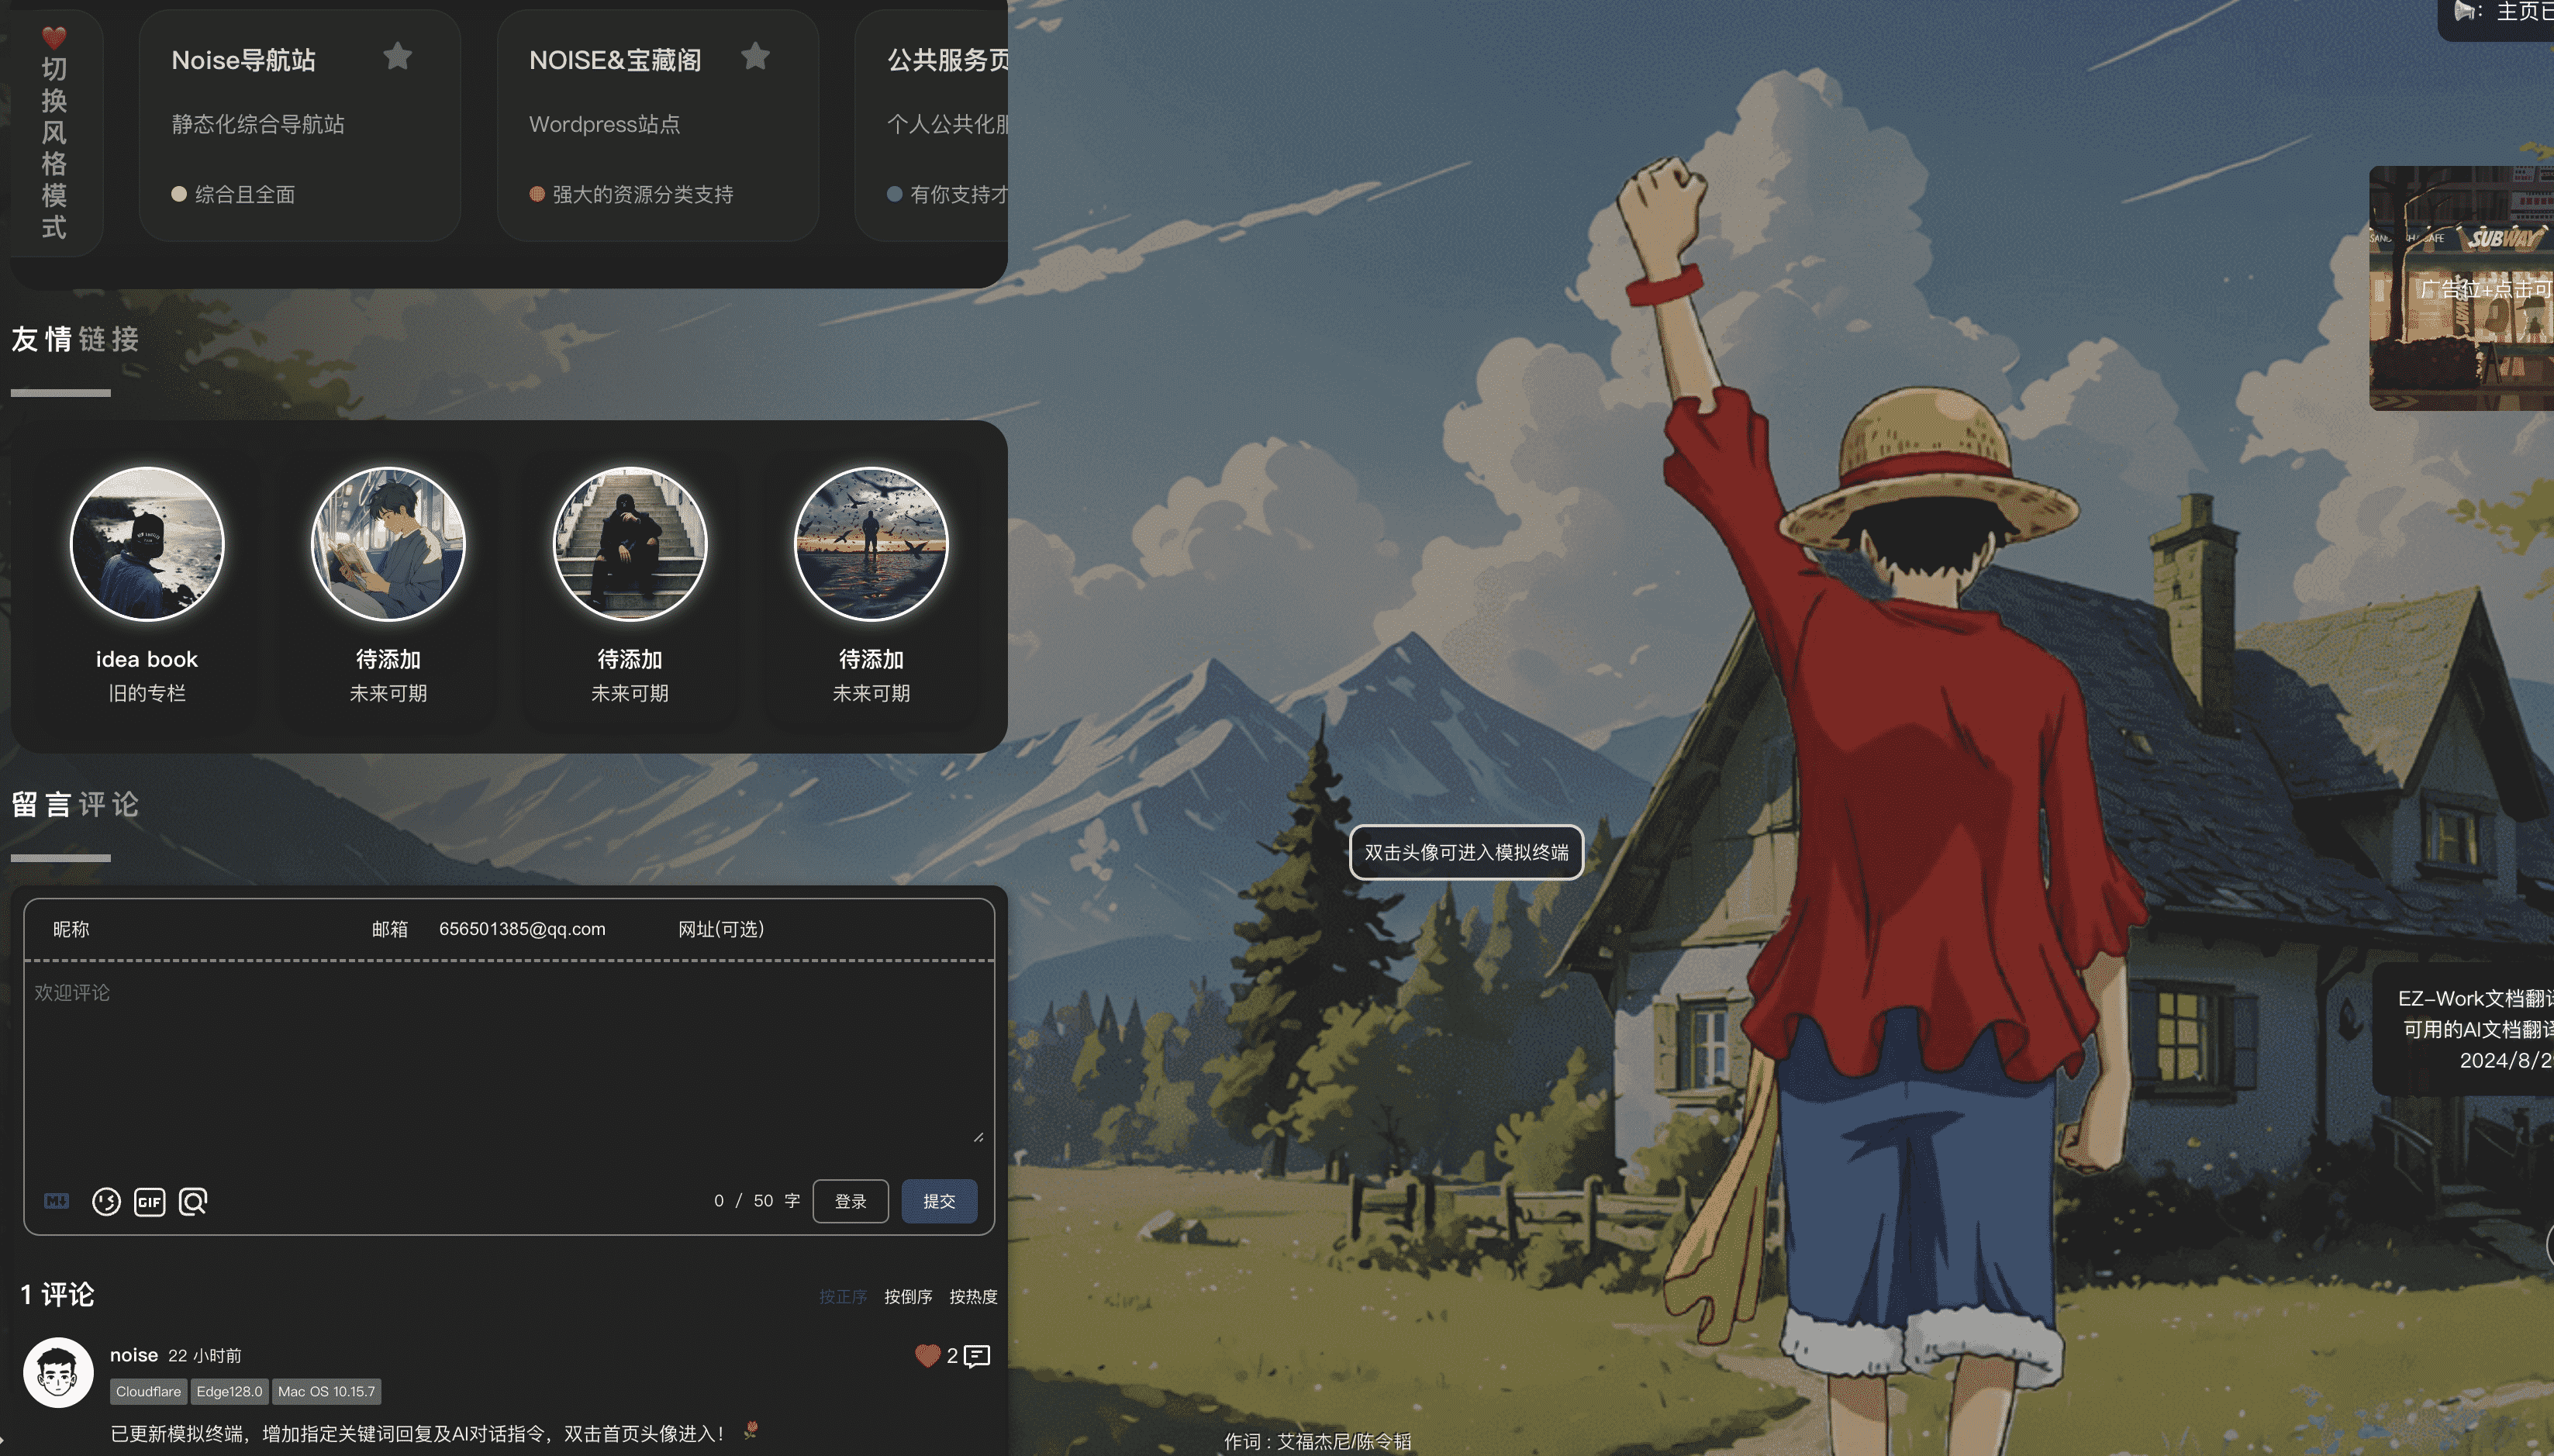 ❤️切换风格模式
Noise导航站
静态化综合导航站
综合且全面
NOISE&宝藏阁
Wordpress站点
强大的资源分类支持
公共服务页
个人公共化服
有你支持才
主页已
SUBWAY
广告位+点击可
友情链接
idea book
旧的专栏
待添加
未来可期
待添加
未来可期
待添加
未来可期
留言评论
双击头像可进入模拟终端
昵称 邮箱 656501385@qq.com 网址(可选)
欢迎评论
GIF
0 / 50 字 登录 提交
EZ-Work文档翻译
可用的AI文档翻译
2024/8/29
1 评论
按正序 按倒序 按热度
noise 22 小时前
2
Cloudflare Edge128.0 Mac OS 10.15.7
已更新模拟终端，增加指定关键词回复及AI对话指令，双击首页头像进入！🌹
作词 : 艾福杰尼/陈令韬